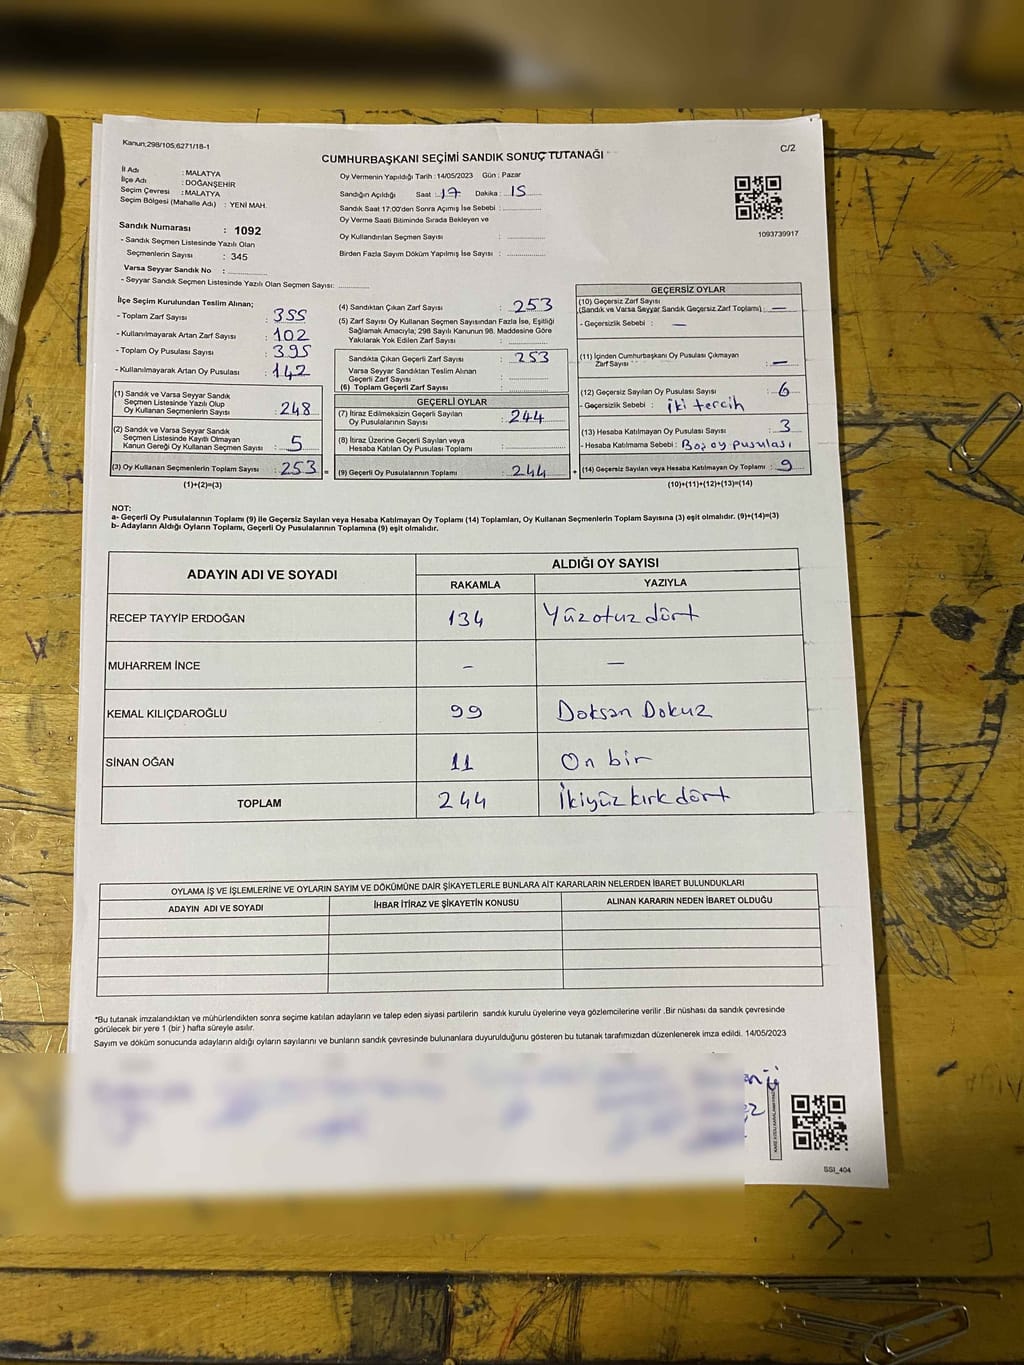 Kanun;298/105;6271/18-1
C/2
CUMHURBAŞKANI SEÇİMİ SANDIK SONUÇ TUTANAĞI
İl Adı : MALATYA
İlçe Adı : DOĞANŞEHİR
Seçim Çevresi : MALATYA
Seçim Bölgesi (Mahalle Adı) : YENİ MAH.
Sandık Numarası : 1092
- Sandık Seçmen Listesinde Yazılı Olan
Seçmenlerin Sayısı : 345
Varsa Seyyar Sandık No :
- Seyyar Sandık Seçmen Listesinde Yazılı Olan Seçmen Sayısı:
Oy Vermenin Yapıldığı Tarih : 14/05/2023 Gün : Pazar
Sandığın Açıldığı Saat : 17 Dakika : 15
Sandık Saat 17:00'den Sonra Açımış İse Sebebi :
Oy Verme Saati Bitiminde Sırada Bekleyen ve
Oy Kullandırılan Seçmen Sayısı :
Birden Fazla Sayım Döküm Yapılmış İse Sayısı :
1093739917
İlçe Seçim Kurulundan Teslim Alınan;
- Toplam Zarf Sayısı : 355
- Kullanılmayarak Artan Zarf Sayısı : 102
- Toplam Oy Pusulası Sayısı : 395
- Kullanılmayarak Artan Oy Pusulası : 142
(1) Sandık ve Varsa Seyyar Sandık
Seçmen Listesinde Yazılı Olup
Oy Kullanan Seçmenlerin Sayısı : 248
(2) Sandık ve Varsa Seyyar Sandık
Seçmen Listesinde Kayıtlı Olmayan
Kanun Gereği Oy Kullanan Seçmen Sayısı : 5
(3) Oy Kullanan Seçmenlerin Toplam Sayısı : 253 =
(1)+(2)=(3)
(4) Sandıktan Çıkan Zarf Sayısı : 253
(5) Zarf Sayısı Oy Kullanan Seçmen Sayısından Fazla İse, Eşitliği
Sağlamak Amacıyla; 298 Sayılı Kanunun 98. Maddesine Göre
Yakılarak Yok Edilen Zarf Sayısı :
Sandıkta Çıkan Geçerli Zarf Sayısı : 253
Varsa Seyyar Sandıktan Teslim Alınan
Geçerli Zarf Sayısı :
(6) Toplam Geçerli Zarf Sayısı :
GEÇERLİ OYLAR
(7) İtiraz Edilmeksizin Geçerli Sayılan
Oy Pusulalarının Sayısı : 244
(8) İtiraz Üzerine Geçerli Sayılan veya
Hesaba Katılan Oy Pusulası Toplamı :
(9) Geçerli Oy Pusulalarının Toplamı : 244 +
GEÇERSİZ OYLAR
(10) Geçersiz Zarf Sayısı
(Sandık ve Varsa Seyyar Sandık Geçersiz Zarf Toplamı) : —
- Geçersizlik Sebebi : —
(11) İçinden Cumhurbaşkanı Oy Pusulası Çıkmayan
Zarf Sayısı : —
(12) Geçersiz Sayılan Oy Pusulası Sayısı : 6
- Geçersizlik Sebebi : iki tercih
(13) Hesaba Katılmayan Oy Pusulası Sayısı : 3
- Hesaba Katılmama Sebebi : Boş oy pusulası
(14) Geçersiz Sayılan veya Hesaba Katılmayan Oy Toplamı : 9
(10)+(11)+(12)+(13)=(14)
NOT:
a- Geçerli Oy Pusulalarının Toplamı (9) ile Geçersiz Sayılan veya Hesaba Katılmayan Oy Toplamı (14) Toplamları, Oy Kullanan Seçmenlerin Toplam Sayısına (3) eşit olmalıdır. (9)+(14)=(3)
b- Adayların Aldığı Oyların Toplamı, Geçerli Oy Pusulalarının Toplamına (9) eşit olmalıdır.
ADAYIN ADI VE SOYADI ALDIĞI OY SAYISI
RAKAMLA YAZIYLA
RECEP TAYYİP ERDOĞAN 134 Yüzotuzdört
MUHARREM İNCE - —
KEMAL KILIÇDAROĞLU 99 Doksan Dokuz
SİNAN OĞAN 11 On bir
TOPLAM 244 İkiyüzkırkdört
OYLAMA İŞ VE İŞLEMLERİNE VE OYLARIN SAYIM VE DÖKÜMÜNE DAİR ŞİKAYETLERLE BUNLARA AİT KARARLARIN NELERDEN İBARET BULUNDUKLARI
ADAYIN ADI VE SOYADI İHBAR İTİRAZ VE ŞİKAYETİN KONUSU ALINAN KARARIN NEDEN İBARET OLDUĞU
*Bu tutanak imzalandıktan ve mühürlendikten sonra seçime katılan adayların ve talep eden siyasi partilerin sandık kurulu üyelerine veya gözlemcilerine verilir .Bir nüshası da sandık çevresinde
görülecek bir yere 1 (bir ) hafta süreyle asılır.
Sayım ve döküm sonucunda adayların aldığı oyların sayılarını ve bunların sandık çevresinde bulunanlara duyurulduğunu gösteren bu tutanak tarafımızdan düzenlenerek imza edildi. 14/05/2023
SSI_404